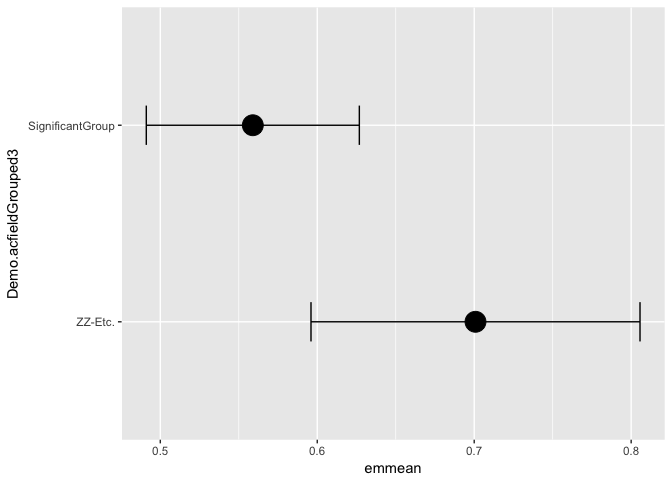 Demo.acfieldGrouped3
SignificantGroup
ZZ-Etc.
0.5 0.6 0.7 0.8
emmean